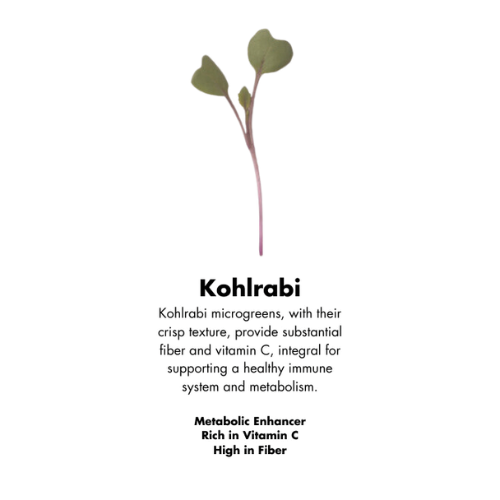 Kohlrabi
Kohlrabi microgreens, with their
crisp texture, provide substantial
fiber and vitamin C, integral for
supporting a healthy immune
system and metabolism.
Metabolic Enhancer
Rich in Vitamin C
High in Fiber